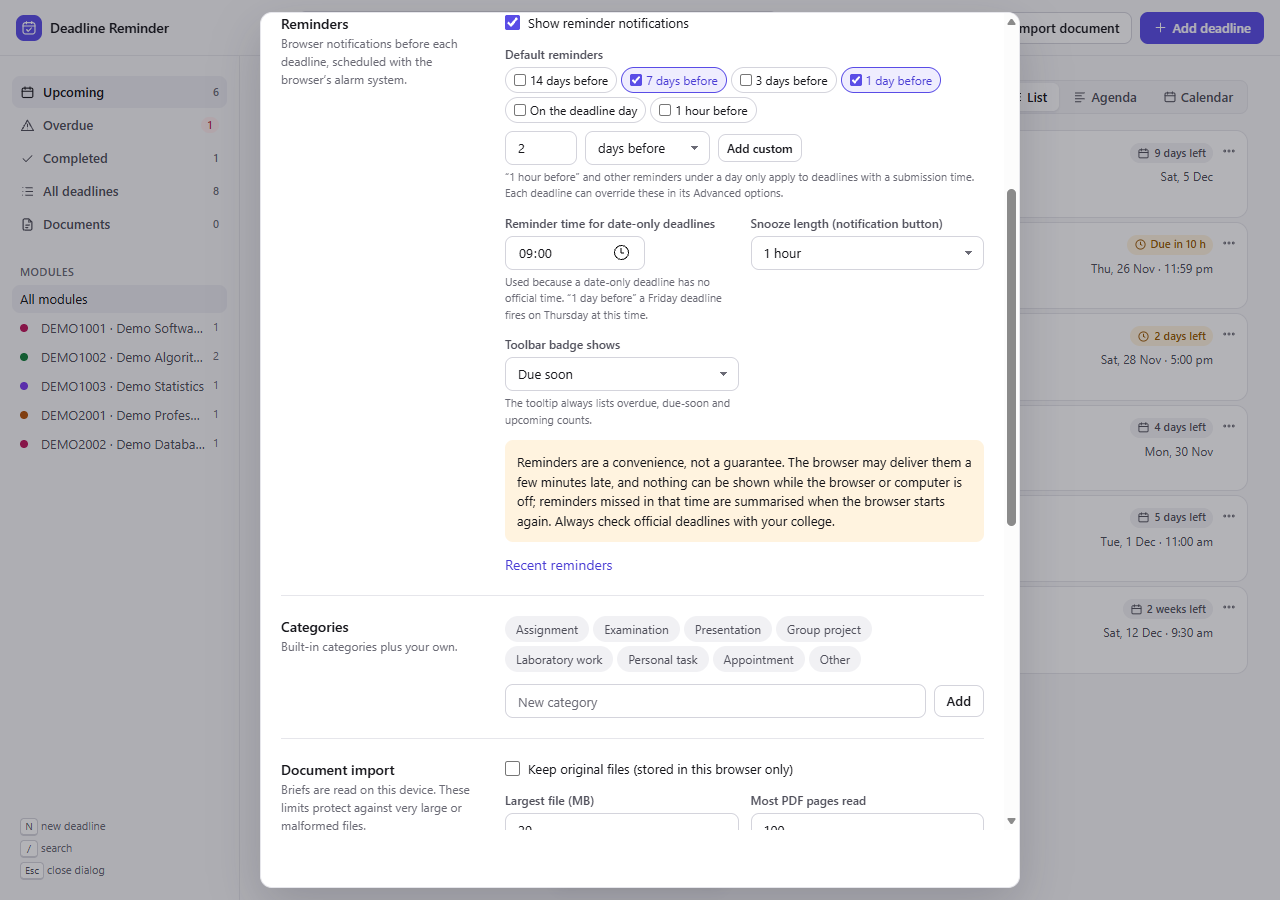 Deadline Reminder
mport document
Add deadline
Upcoming 6
Overdue 1
Completed 1
All deadlines 8
Documents 0
MODULES
All modules
DEMO1001 · Demo Softwa... 1
DEMO1002 · Demo Algorit... 2
DEMO1003 · Demo Statistics 1
DEMO2001 · Demo Profes... 1
DEMO2002 · Demo Databa... 1
N new deadline
/ search
Esc close dialog
Reminders
Browser notifications before each
deadline, scheduled with the
browser's alarm system.
Show reminder notifications
Default reminders
14 days before 7 days before 3 days before 1 day before
On the deadline day 1 hour before
2 days before Add custom
“1 hour before” and other reminders under a day only apply to deadlines with a submission time.
Each deadline can override these in its Advanced options.
Reminder time for date-only deadlines
09:00
Used because a date-only deadline has no
official time. “1 day before” a Friday deadline
fires on Thursday at this time.
Snooze length (notification button)
1 hour
Toolbar badge shows
Due soon
The tooltip always lists overdue, due-soon and
upcoming counts.
Reminders are a convenience, not a guarantee. The browser may deliver them a
few minutes late, and nothing can be shown while the browser or computer is
off; reminders missed in that time are summarised when the browser starts
again. Always check official deadlines with your college.
Recent reminders
Categories
Built-in categories plus your own.
Assignment Examination Presentation Group project
Laboratory work Personal task Appointment Other
New category Add
Document import
Briefs are read on this device. These
limits protect against very large or
malformed files.
Keep original files (stored in this browser only)
Largest file (MB) Most PDF pages read
List Agenda Calendar
9 days left
Sat, 5 Dec
Due in 10 h
Thu, 26 Nov · 11:59 pm
2 days left
Sat, 28 Nov · 5:00 pm
4 days left
Mon, 30 Nov
5 days left
Tue, 1 Dec · 11:00 am
2 weeks left
Sat, 12 Dec · 9:30 am